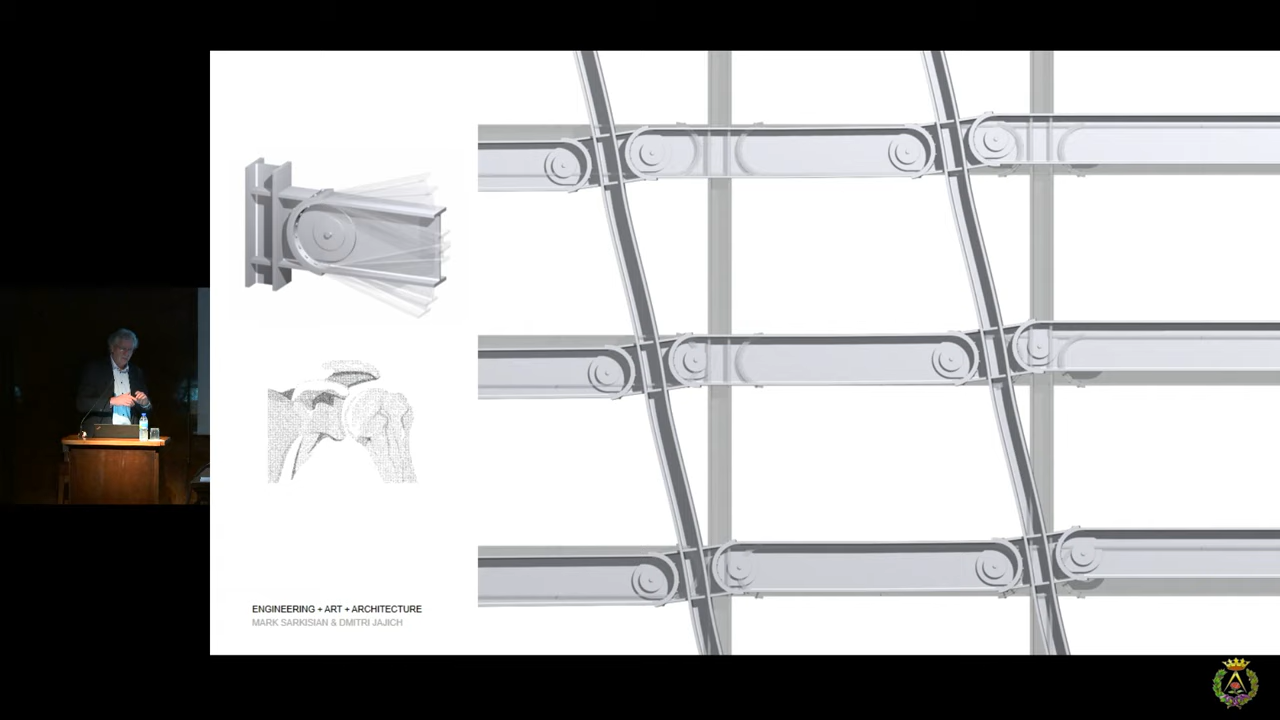 ENGINEERING + ART + ARCHITECTURE
MARK SARKISIAN & DMITRI JAJICH